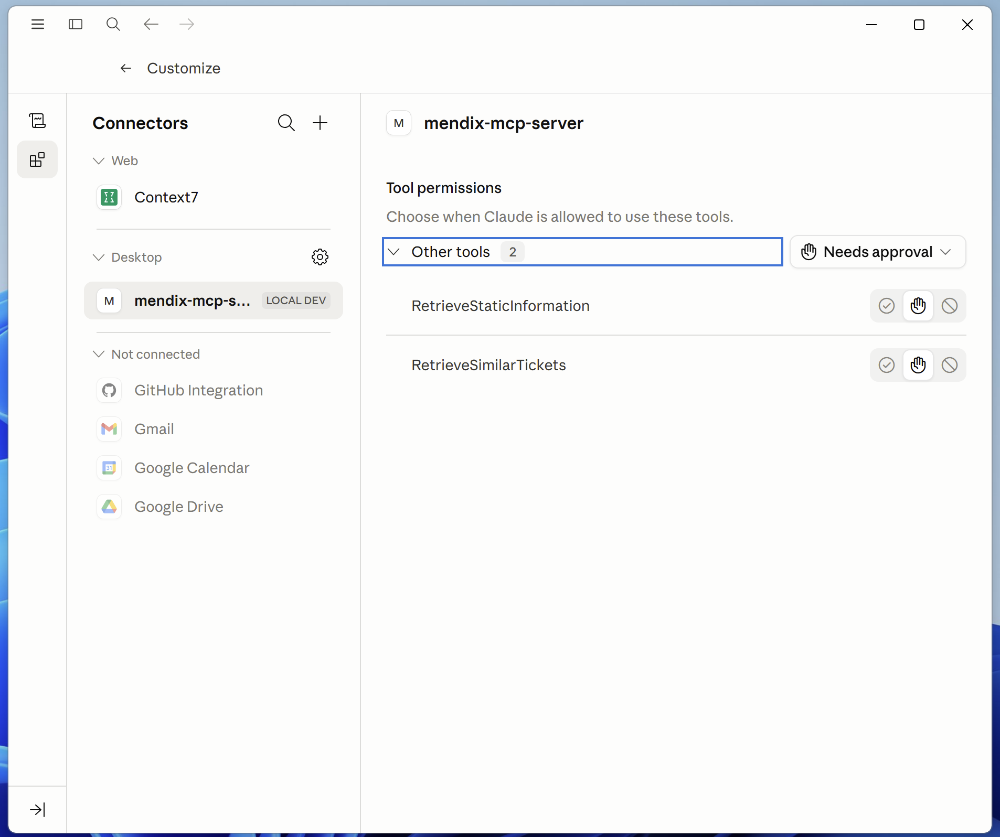 Customize
Connectors
Web
Context7
Desktop
M mendix-mcp-s... LOCAL DEV
Not connected
GitHub Integration
Gmail
31 Google Calendar
Google Drive
M mendix-mcp-server
Tool permissions
Choose when Claude is allowed to use these tools.
Other tools 2 Needs approval
RetrieveStaticInformation
RetrieveSimilarTickets